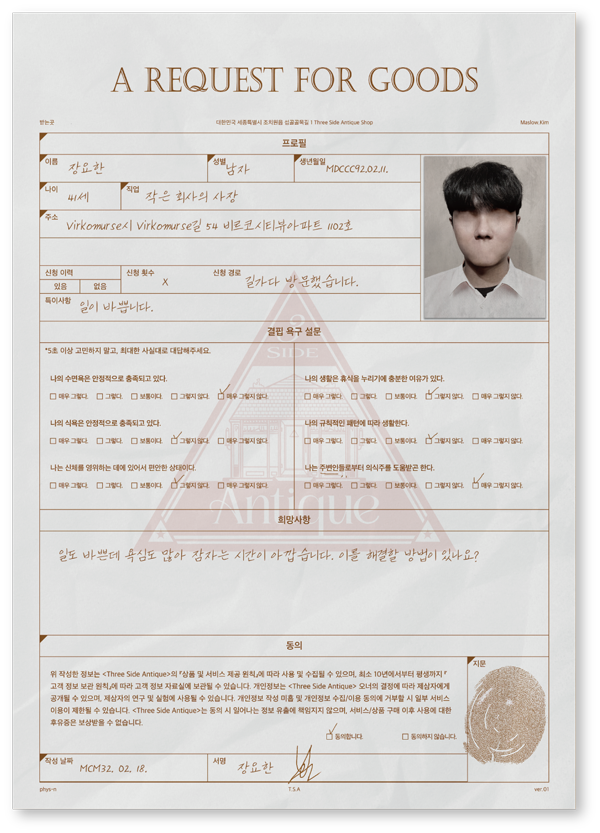 A REQUEST FOR GOODS
받는곳 대한민국 세종특별시 조치원읍 섭골골목길 I Three Side Antique Shop Maslow.Kim
프로필
이름 장요한 성별 남자 생년월일 MDCCC92.02.11.
나이 41세 직업 작은 회사의 사장
주소 Virkomurse시 Virkomurse길 54 비르코시티뷰아파트 1102호
신청 이력 신청 횟수 X 신청 경로 길가다 방문했습니다.
있음 없음
특이사항 일이 바쁩니다.
결핍 욕구 설문
*5초 이상 고민하지 말고, 최대한 사실대로 대답해주세요.
나의 수면욕은 안정적으로 충족되고 있다. 나의 생활은 휴식을 누리기에 충분한 여유가 있다.
매우 그렇다. 그렇다. 보통이다. 그렇지 않다. 매우 그렇지 않다. 매우 그렇다. 그렇다. 보통이다. 그렇지 않다. 매우 그렇지 않다.
나의 식욕은 안정적으로 충족되고 있다. 나의 규칙적인 패턴에 따라 생활한다.
매우 그렇다. 그렇다. 보통이다. 그렇지 않다. 매우 그렇지 않다. 매우 그렇다. 그렇다. 보통이다. 그렇지 않다. 매우 그렇지 않다.
나는 신체를 영위하는 데에 있어서 편안한 상태이다. 나는 주변인들로부터 의식주를 도움받곤 한다.
매우 그렇다. 그렇다. 보통이다. 그렇지 않다. 매우 그렇지 않다. 매우 그렇다. 그렇다. 보통이다. 그렇지 않다. 매우 그렇지 않다.
3
SIDE
Antique
희망사항
일도 바쁜데 욕심도 많아 잠자는 시간이 아깝습니다. 이를 해결할 방법이 있나요?
동의
위 작성한 정보는 <Three Side Antique>의 『상품 및 서비스 제공 원칙』에 따라 사용 및 수집될 수 있으며, 최소 10년에서부터 평생까지 『
고객 정보 보관 원칙』에 따라 고객 정보 자료실에 보관될 수 있습니다. 개인정보는 <Three Side Antique> 오너의 결정에 따라 제삼자에게
공개될 수 있으며, 제삼자의 연구 및 실험에 사용될 수 있습니다. 개인정보 작성 미흡 및 개인정보 수집/이용 동의에 거부할 시 일부 서비스
이용이 제한될 수 있습니다. <Three Side Antique>는 동의 시 일어나는 정보 유출에 책임지지 않으며, 서비스/상품 구매 이후 사용에 대한
후유증은 보상받을 수 없습니다.
동의합니다. 동의하지 않습니다.
지문
작성 날짜 MCM32. 02. 18. 서명 장요한
phys-n T.S.A ver.01